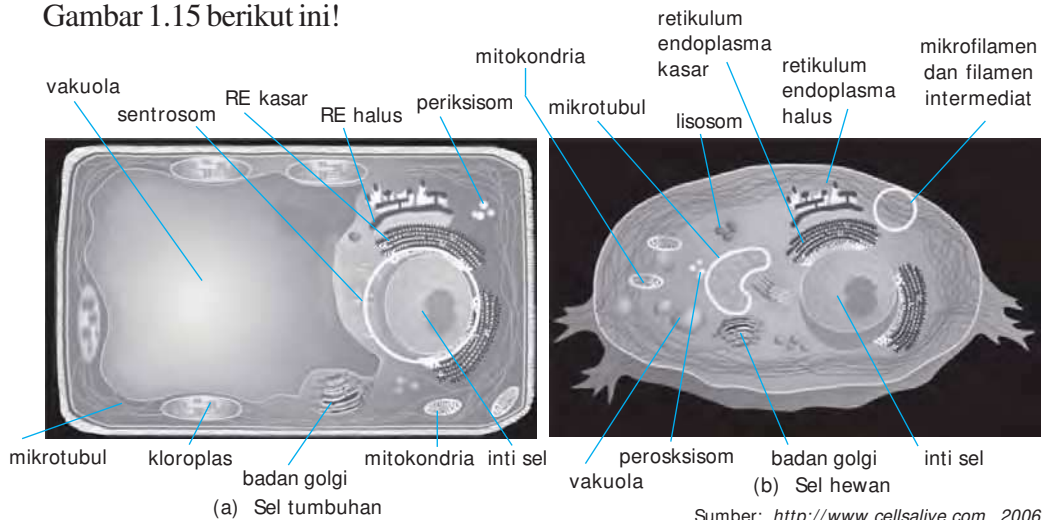 Gambar 1.15 berikut ini!
vakuola
sentrosom
RE kasar
RE halus
periksisom
mikrotubul
kloroplas
badan golgi
mitokondria
inti sel
(a) Sel tumbuhan
mitokondria
mikrotubul
retikulum
endoplasma
kasar
lisosom
retikulum
endoplasma
halus
mikrofilamen
dan filamen
intermediat
vakuola
perosksisom
badan golgi
inti sel
(b) Sel hewan
Sumber: http://www.cellsalive.com, 2006